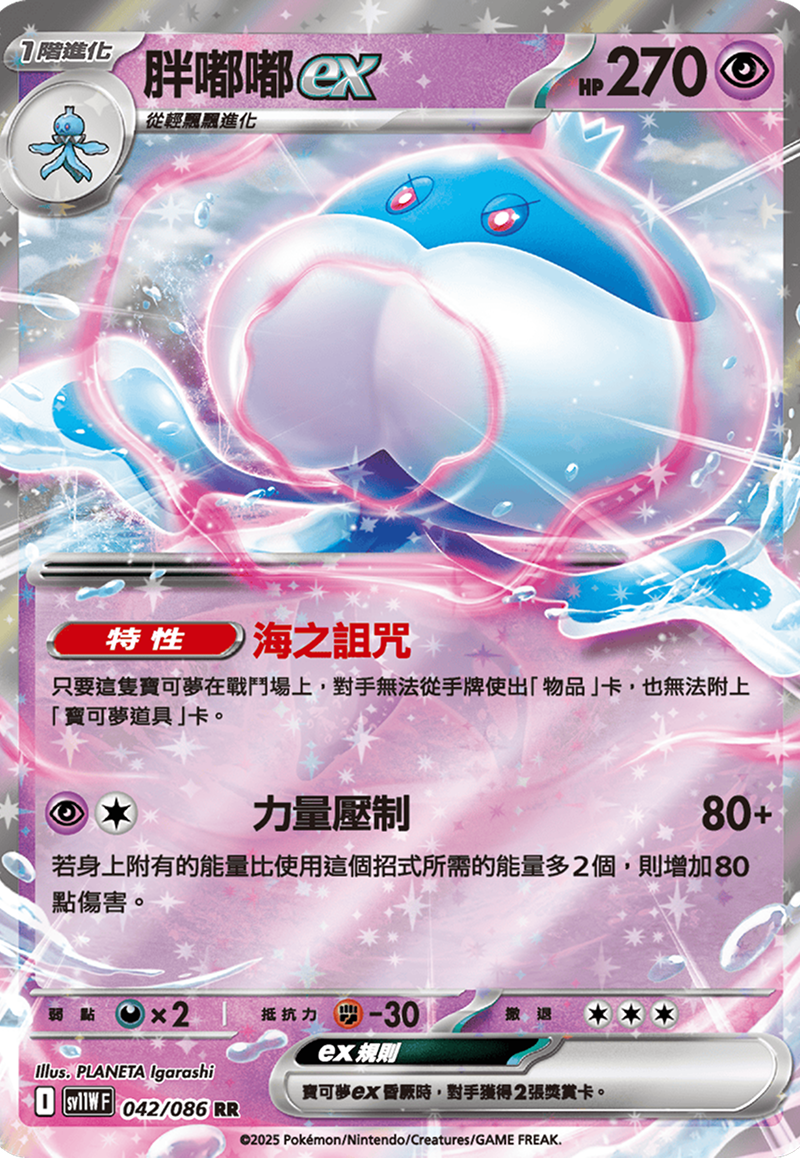 1階進化
胖嘟嘟ex
HP270
從輕飄飄進化
特性 海之詛咒
只要這隻寶可夢在戰鬥場上，對手無法從手牌使出「物品」卡，也無法附上
「寶可夢道具」卡。
力量壓制 80+
若身上附有的能量比使用這個招式所需的能量多2個，則增加80
點傷害。
弱點 ×2 抵抗力 -30 撤退
ex規則
寶可夢ex昏厥時，對手獲得2張獎賞卡。
Illus. PLANETA Igarashi
I SV11W F 042/086 RR
©2025 Pokémon/Nintendo/Creatures/GAME FREAK.